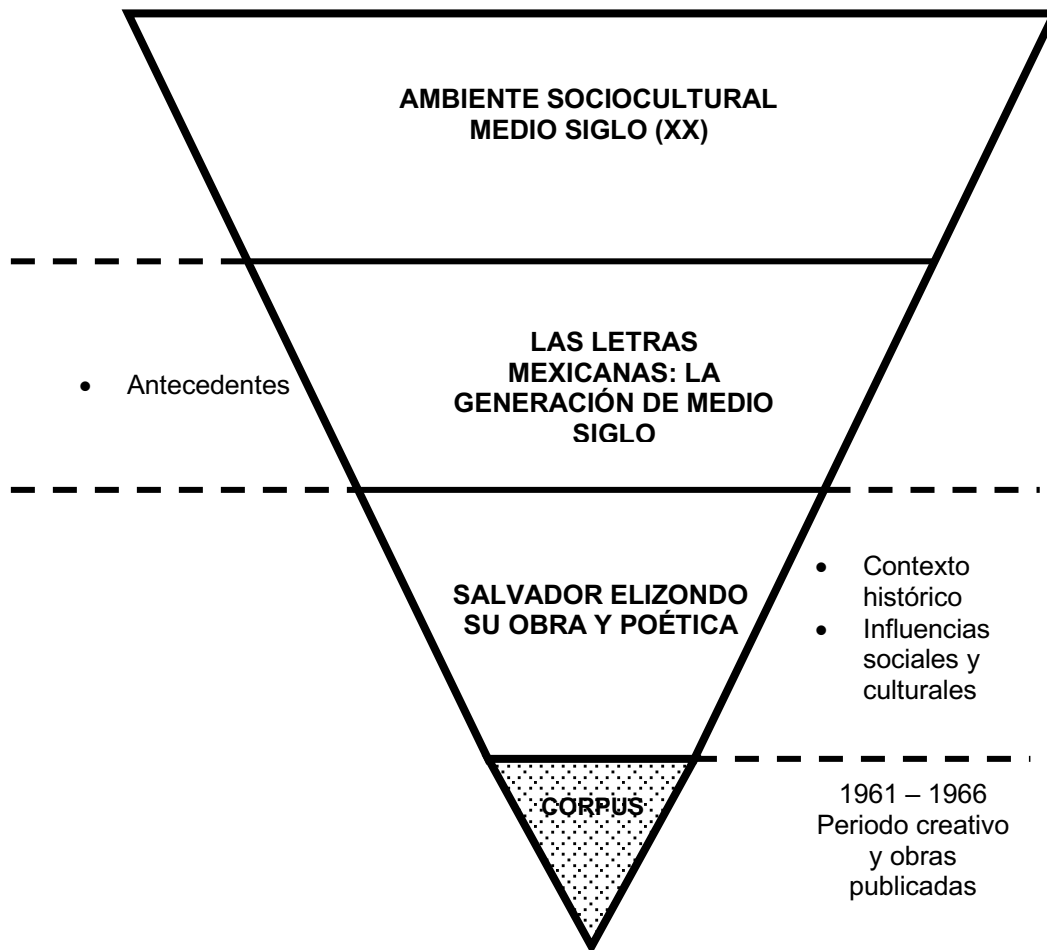 AMBIENTE SOCIOCULTURAL
MEDIO SIGLO (XX)
• Antecedentes
LAS LETRAS
MEXICANAS: LA
GENERACIÓN DE MEDIO
SIGLO
SALVADOR ELIZONDO
SU OBRA Y POÉTICA
• Contexto
histórico
• Influencias
sociales y
culturales
CORPUS
1961 – 1966
Periodo creativo
y obras
publicadas